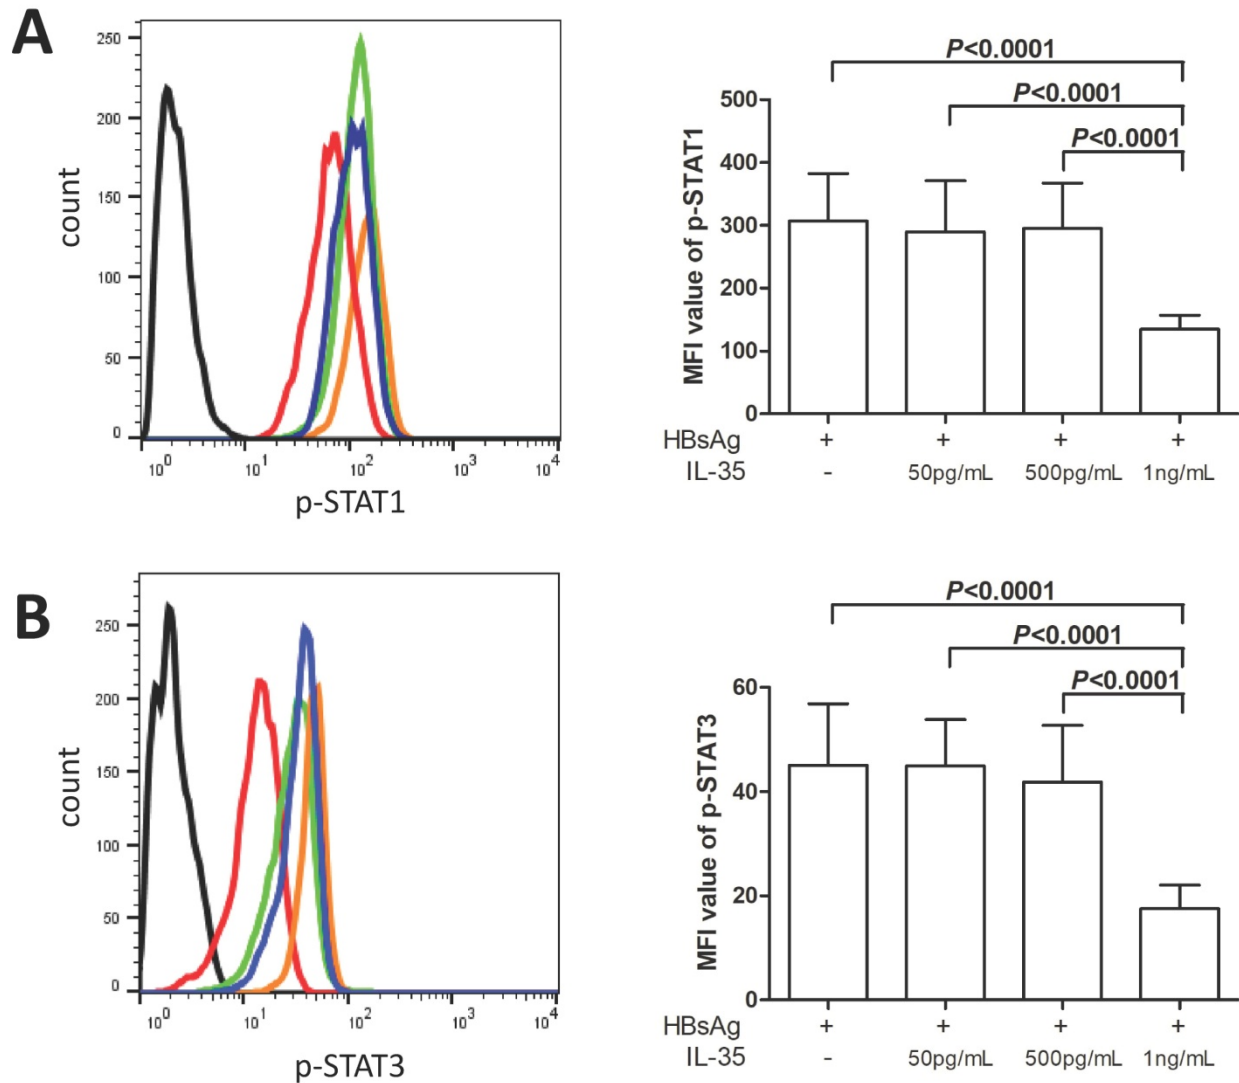 A
250
200
150
100
50
0
count
10^0 10^1 10^2 10^3 10^4
p-STAT1
P<0.0001
P<0.0001
P<0.0001
500
400
300
200
100
0
MFI value of p-STAT1
HBsAg + + + +
IL-35 - 50pg/mL 500pg/mL 1ng/mL
B
250
200
150
100
50
0
count
10^0 10^1 10^2 10^3 10^4
p-STAT3
P<0.0001
P<0.0001
P<0.0001
60
40
20
0
MFI value of p-STAT3
HBsAg + + + +
IL-35 - 50pg/mL 500pg/mL 1ng/mL